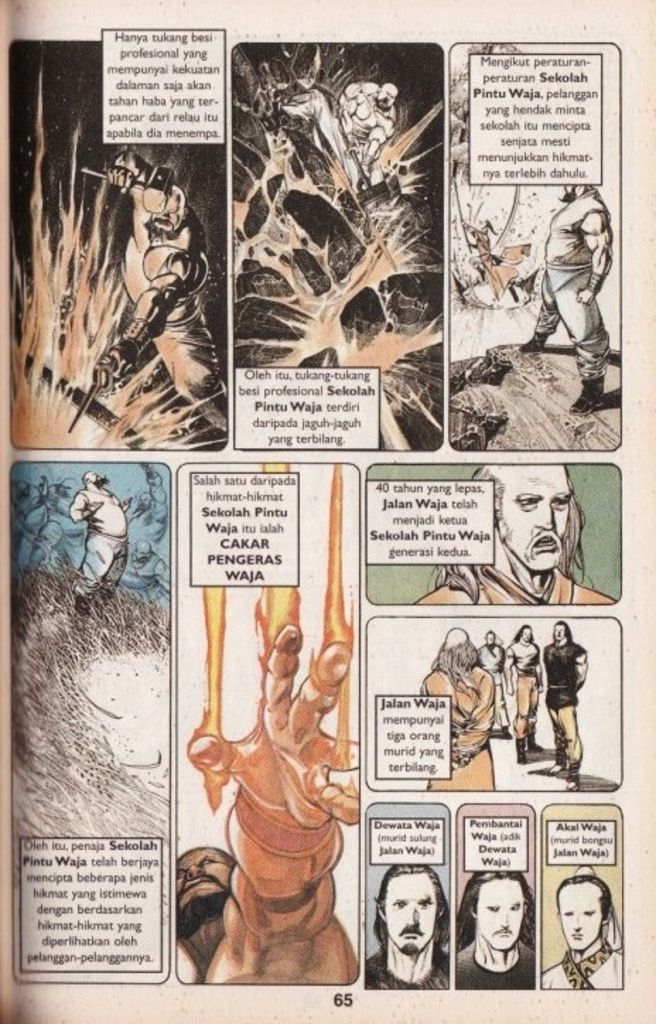 Hanya tukang besi
profesional yang
mempunyai kekuatan
dalaman saja akan
tahan haba yang ter-
pancar dari relau itu
apabila dia menempa.
Oleh itu, tukang-tukang
besi profesional Sekolah
Pintu Waja terdiri
daripada jaguh-jaguh
yang terbilang.
Mengikut peraturan-
peraturan Sekolah
Pintu Waja, pelanggan
yang hendak minta
sekolah itu mencipta
senjata mesti
menunjukkan hikmat-
nya terlebih dahulu.
Oleh itu, penaja Sekolah
Pintu Waja telah berjaya
mencipta beberapa jenis
hikmat yang istimewa
dengan berdasarkan
hikmat-hikmat yang
diperlihatkan oleh
pelanggan-pelanggannya.
Salah satu daripada
hikmat-hikmat
Sekolah Pintu
Waja itu ialah
CAKAR
PENGERAS
WAJA
40 tahun yang lepas,
Jalan Waja telah
menjadi ketua
Sekolah Pintu Waja
generasi kedua.
Jalan Waja
mempunyai
tiga orang
murid yang
terbilang.
Dewata Waja
(murid sulung
Jalan Waja)
Pembantai
Waja (adik
Dewata
Waja)
Akal Waja
(murid bongsu
Jalan Waja)
65